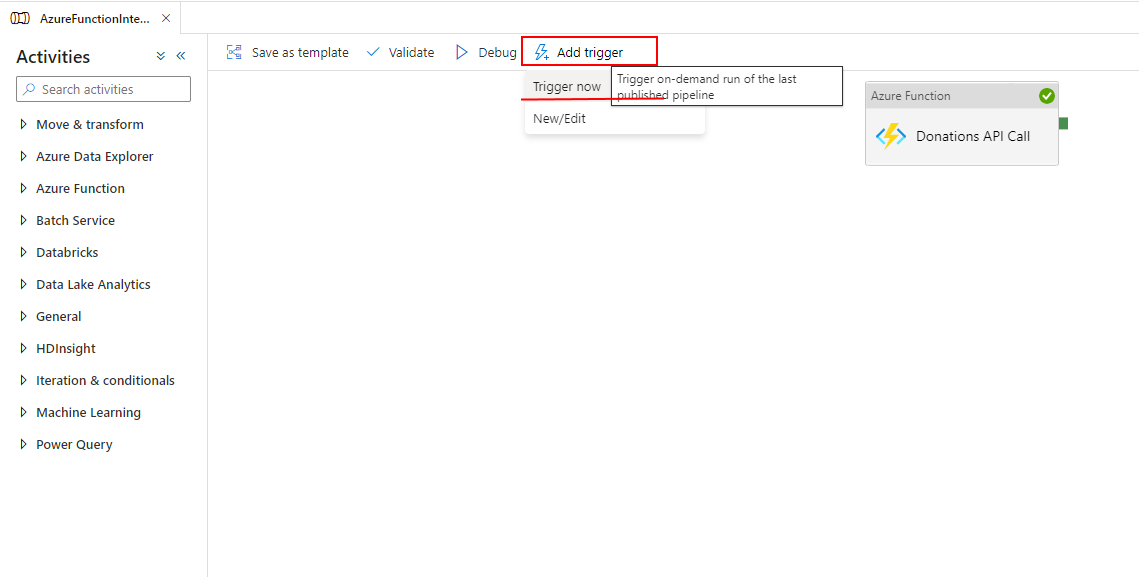 AzureFunctionInte...
Activities
Search activities
Move & transform
Azure Data Explorer
Azure Function
Batch Service
Databricks
Data Lake Analytics
General
HDInsight
Iteration & conditionals
Machine Learning
Power Query
Save as template
Validate
Debug
Add trigger
Trigger now
New/Edit
Trigger on-demand run of the last
published pipeline
Azure Function
Donations API Call